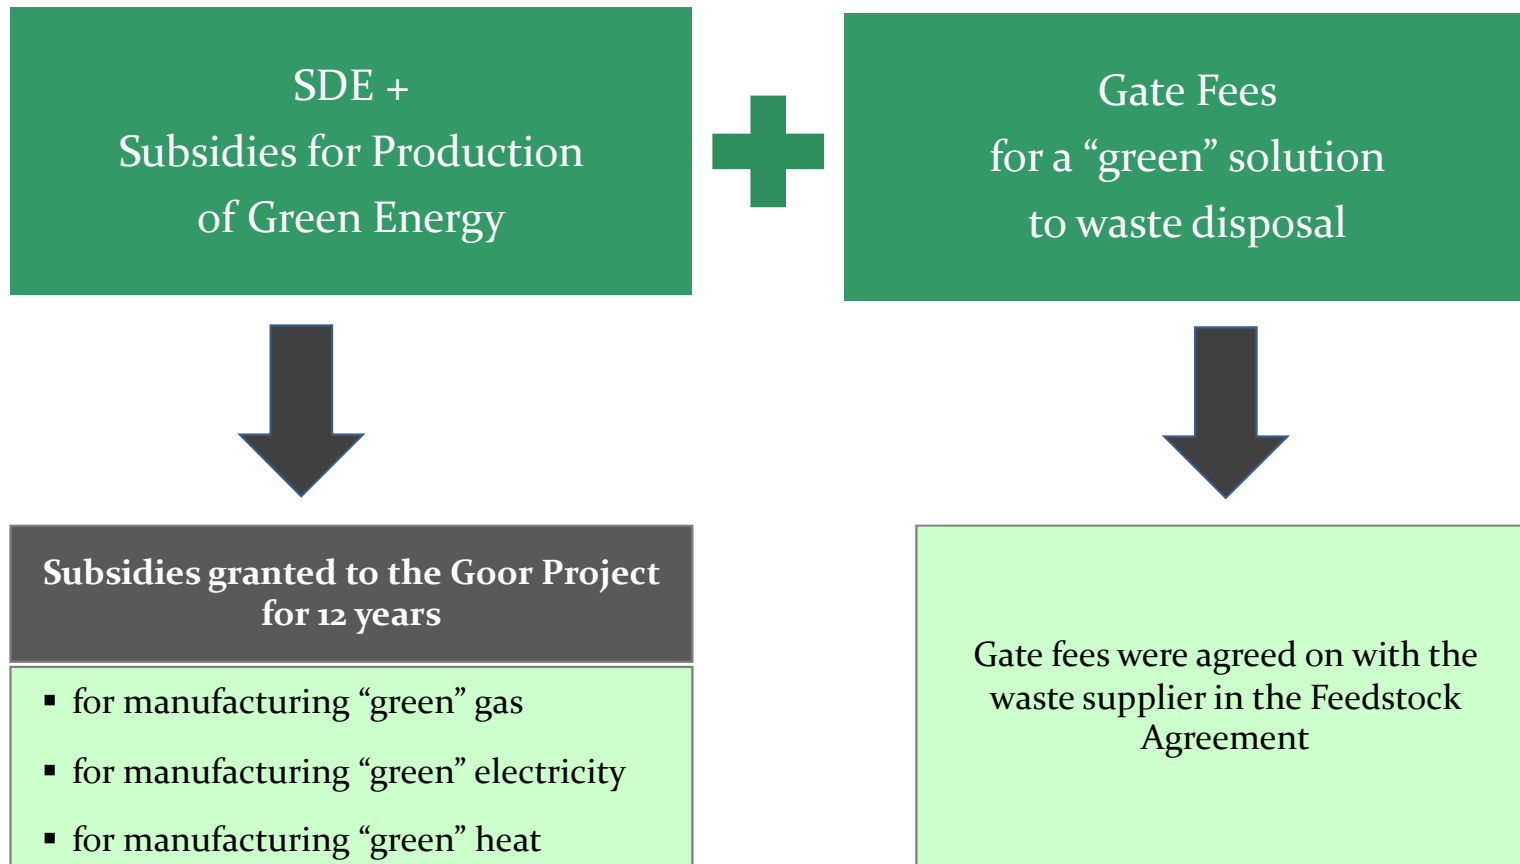 SDE +
Subsidies for Production
of Green Energy
Gate Fees
for a “green” solution
to waste disposal
Subsidies granted to the Goor Project
for 12 years
▪ for manufacturing “green” gas
▪ for manufacturing “green” electricity
▪ for manufacturing “green” heat
Gate fees were agreed on with the
waste supplier in the Feedstock
Agreement